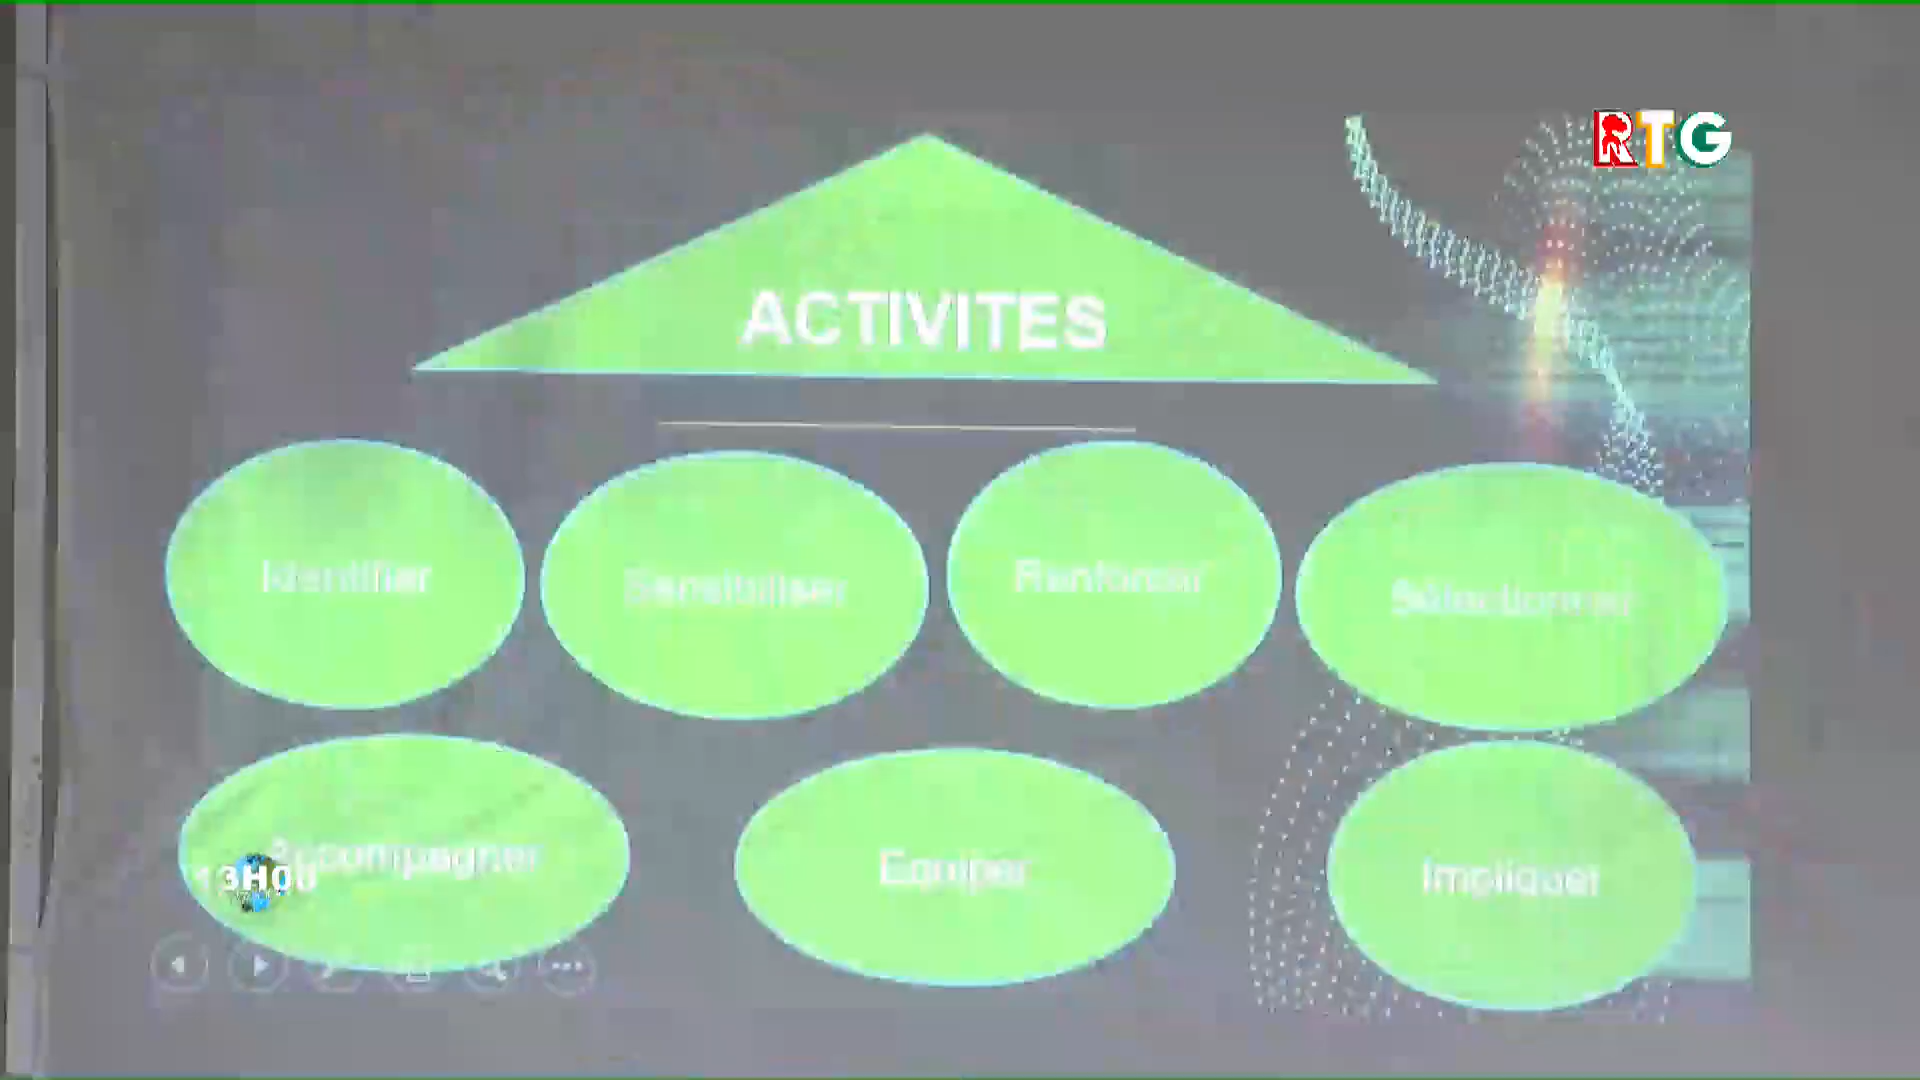 RTG
ACTIVITES
Identifier
Sensibiliser
Renforcer
Sélectionner
Accompagner
Equiper
Impliquer
13H00